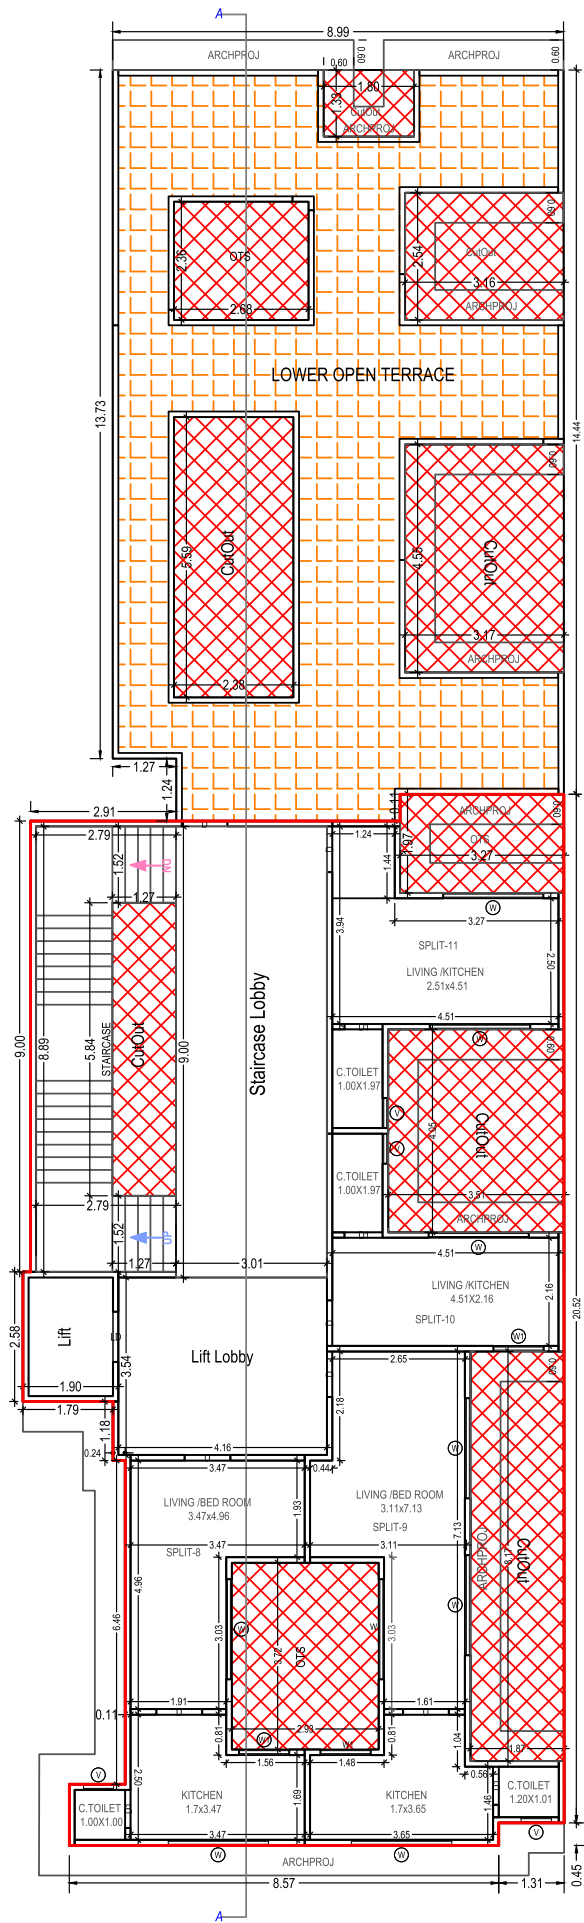 A
8.99
ARCHPROJ
0.60
ARCHPROJ
0.60
0.60
1.80
1.33
CutOut
ARCHPROJ
13.73
2.36
OTS
2.68
0.60
2.54
CutOut
3.16
ARCHPROJ
LOWER OPEN TERRACE
14.44
5.59
CutOut
2.38
0.60
4.55
CutOut
3.17
ARCHPROJ
1.27
1.24
2.91
2.79
1.52
DN
1.27
0.11
ARCHPROJ
0.60
OTS
1.97
3.27
1.24
1.44
W
3.27
3.94
SPLIT-11
LIVING /KITCHEN
2.51x4.51
2.50
4.51
9.00
8.89
5.84
STAIRCASE
CutOut
9.00
Staircase Lobby
C.TOILET
1.00X1.97
W
0.60
V
CutOut
4.05
V
C.TOILET
1.00X1.97
3.51
ARCHPROJ
2.79
1.52
UP
1.27
3.01
W
4.51
LIVING /KITCHEN
4.51X2.16
2.16
SPLIT-10
W1
20.52
2.58
Lift
1.90
1.79
3.54
Lift Lobby
4.16
1.18
0.24
2.65
2.18
0.60
3.47
0.44
W
LIVING /BED ROOM
3.47x4.96
1.93
SPLIT-8
3.47
LIVING /BED ROOM
3.11x7.13
SPLIT-9
3.11
7.13
ARCHPROJ
8.17
CutOut
4.96
6.46
3.03
W
3.72
OTS
W
3.03
W
1.91
2.93
1.61
0.11
0.81
W1
W1
0.81
1.04
1.87
1.56
1.48
0.56
2.50
V
C.TOILET
1.00X1.00
KITCHEN
1.7x3.47
1.69
3.47
KITCHEN
1.7x3.65
1.46
3.65
C.TOILET
1.20X1.01
V
W
W
ARCHPROJ
8.57
1.31
0.45
A